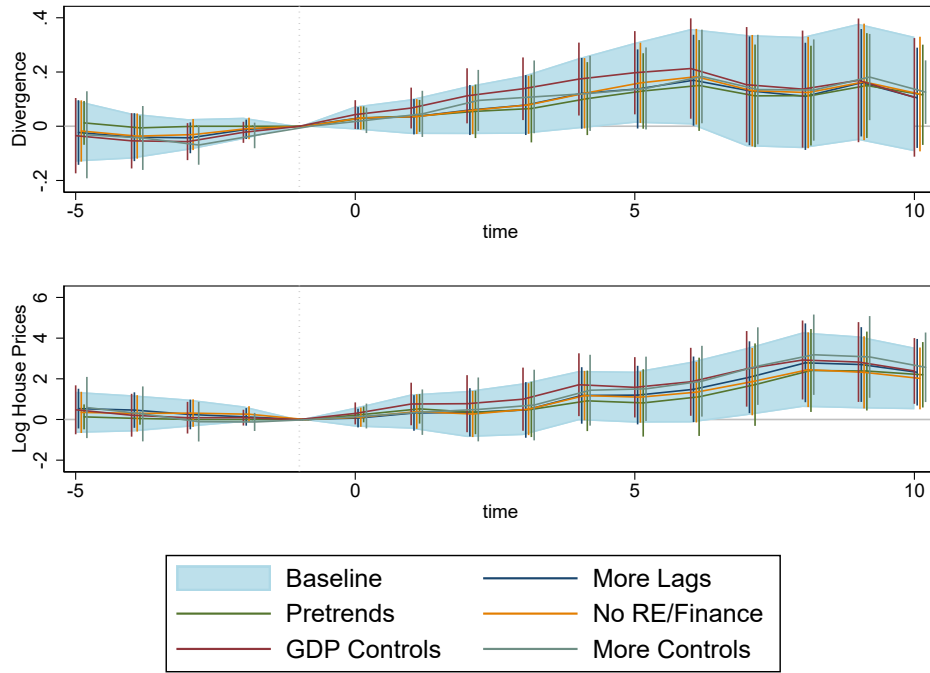 .4
.2
0
-.2
Divergence
-5
0
5
10
time
6
4
2
0
-2
Log House Prices
-5
0
5
10
time
Baseline
More Lags
Pretrends
No RE/Finance
GDP Controls
More Controls